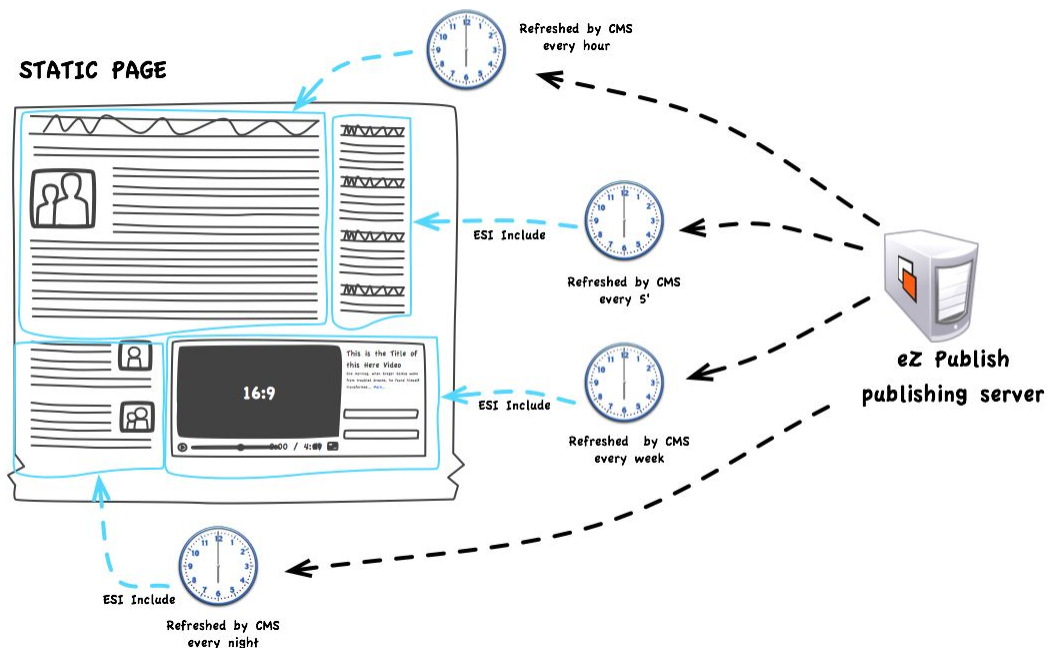 Refreshed by CMS
every hour
STATIC PAGE
ESI Include
Refreshed by CMS
every 5'
This is the Title of
this Here Video
16:9
ESI Include
Refreshed by CMS
every week
eZ Publish
publishing server
ESI Include
Refreshed by CMS
every night